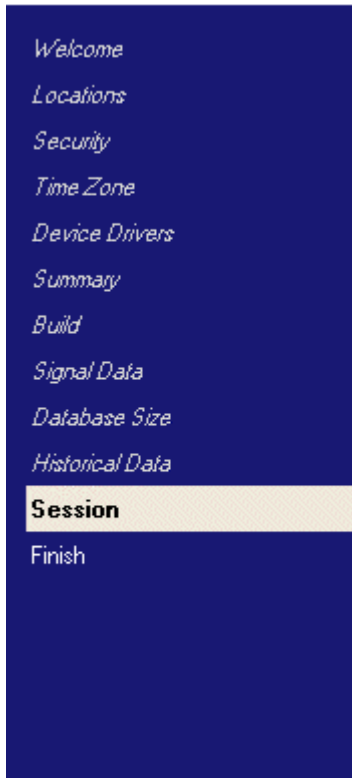 Welcome
Locations
Security
Time Zone
Device Drivers
Summary
Build
Signal Data
Database Size
Historical Data
Session
Finish